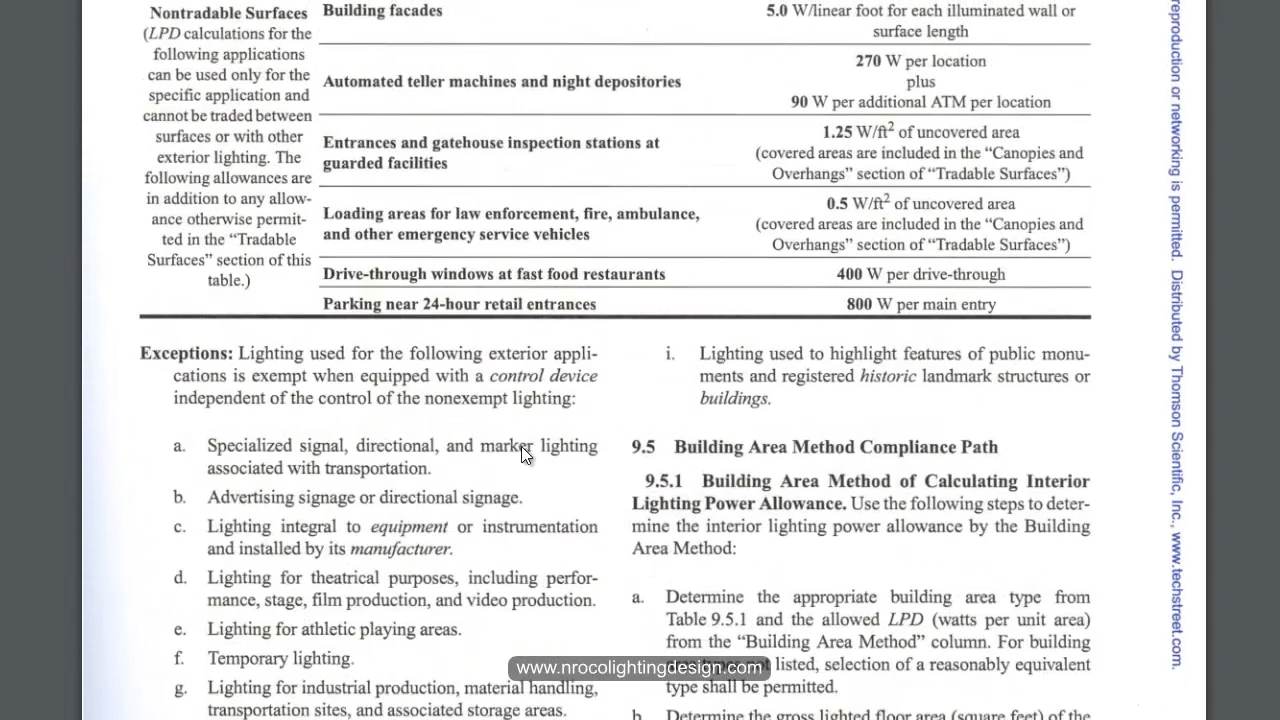 Nontradable Surfaces
(LPD calculations for the
following applications
can be used only for the
specific application and
cannot be traded between
surfaces or with other
exterior lighting. The
following allowances are
in addition to any allow-
ance otherwise permit-
ted in the “Tradable
Surfaces” section of this
table.)
Building facades
5.0 W/linear foot for each illuminated wall or
surface length
Automated teller machines and night depositories
270 W per location
plus
90 W per additional ATM per location
Entrances and gatehouse inspection stations at
guarded facilities
1.25 W/ft² of uncovered area
(covered areas are included in the “Canopies and
Overhangs” section of “Tradable Surfaces”)
Loading areas for law enforcement, fire, ambulance,
and other emergency service vehicles
0.5 W/ft² of uncovered area
(covered areas are included in the “Canopies and
Overhangs” section of “Tradable Surfaces”)
Drive-through windows at fast food restaurants
400 W per drive-through
Parking near 24-hour retail entrances
800 W per main entry
Exceptions: Lighting used for the following exterior appli-
cations is exempt when equipped with a control device
independent of the control of the nonexempt lighting:
a. Specialized signal, directional, and marker lighting
associated with transportation.
b. Advertising signage or directional signage.
c. Lighting integral to equipment or instrumentation
and installed by its manufacturer.
d. Lighting for theatrical purposes, including perfor-
mance, stage, film production, and video production.
e. Lighting for athletic playing areas.
f. Temporary lighting.
g. Lighting for industrial production, material handling,
transportation sites, and associated storage areas.
i. Lighting used to highlight features of public monu-
ments and registered historic landmark structures or
buildings.
9.5 Building Area Method Compliance Path
9.5.1 Building Area Method of Calculating Interior
Lighting Power Allowance. Use the following steps to deter-
mine the interior lighting power allowance by the Building
Area Method:
a. Determine the appropriate building area type from
Table 9.5.1 and the allowed LPD (watts per unit area)
from the “Building Area Method” column. For building
listed, selection of a reasonably equivalent
type shall be permitted.
b. Determine the gross lighted floor area (square feet) of the
reproduction or networking is permitted. Distributed by Thomson Scientific, Inc., www.techstreet.com.
www.nrocolightingdesign.com